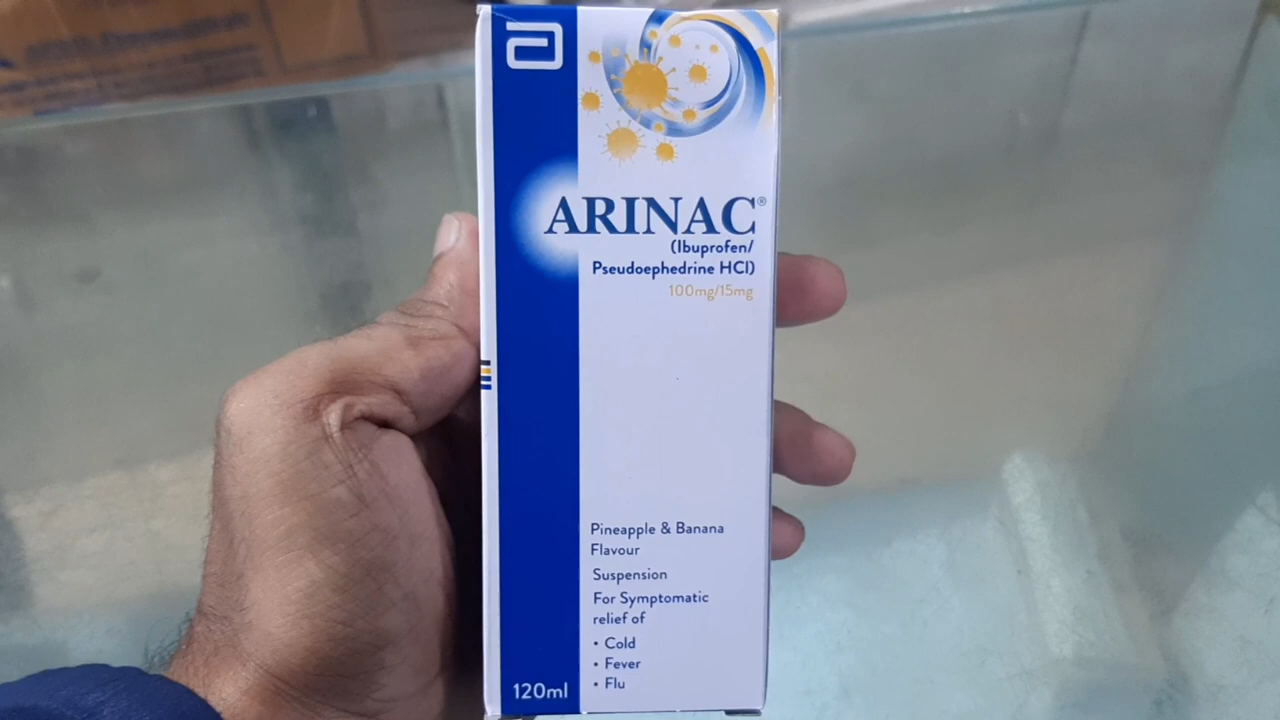 ARINAC®
(Ibuprofen/
Pseudoephedrine HCl)
100mg/15mg
Pineapple & Banana
Flavour
Suspension
For Symptomatic
relief of
• Cold
• Fever
• Flu
120ml